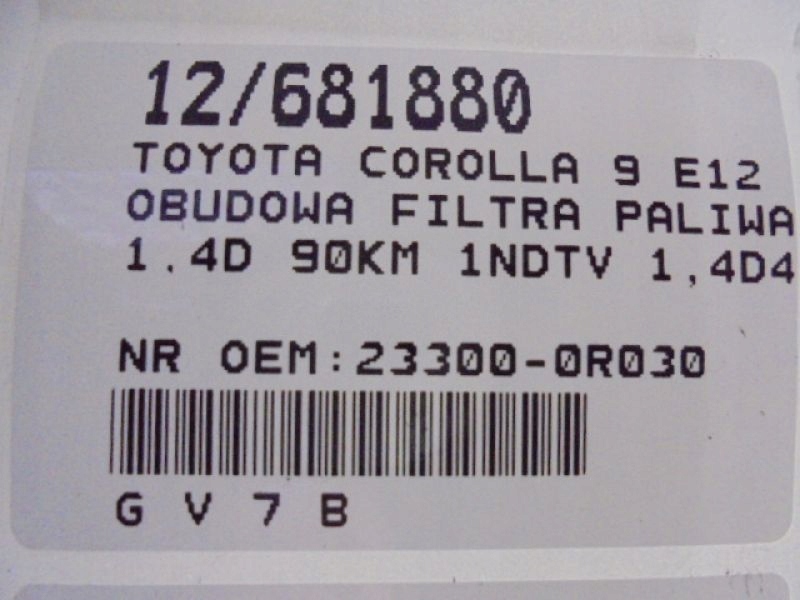 12/681880
TOYOTA COROLLA 9 E12
OBUDOWA FILTRA PALIWA
1.4D 90KM 1NDTV 1,4D4
NR OEM:23300-0R030
G V 7 B